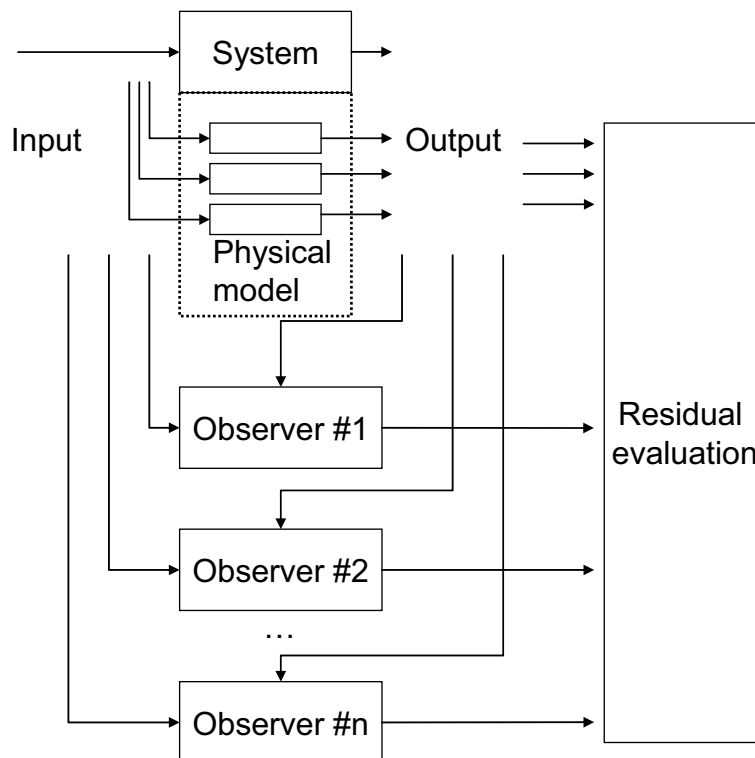 System
Input
Output
Physical
model
Observer #1
Residual
evaluation
Observer #2
...
Observer #n